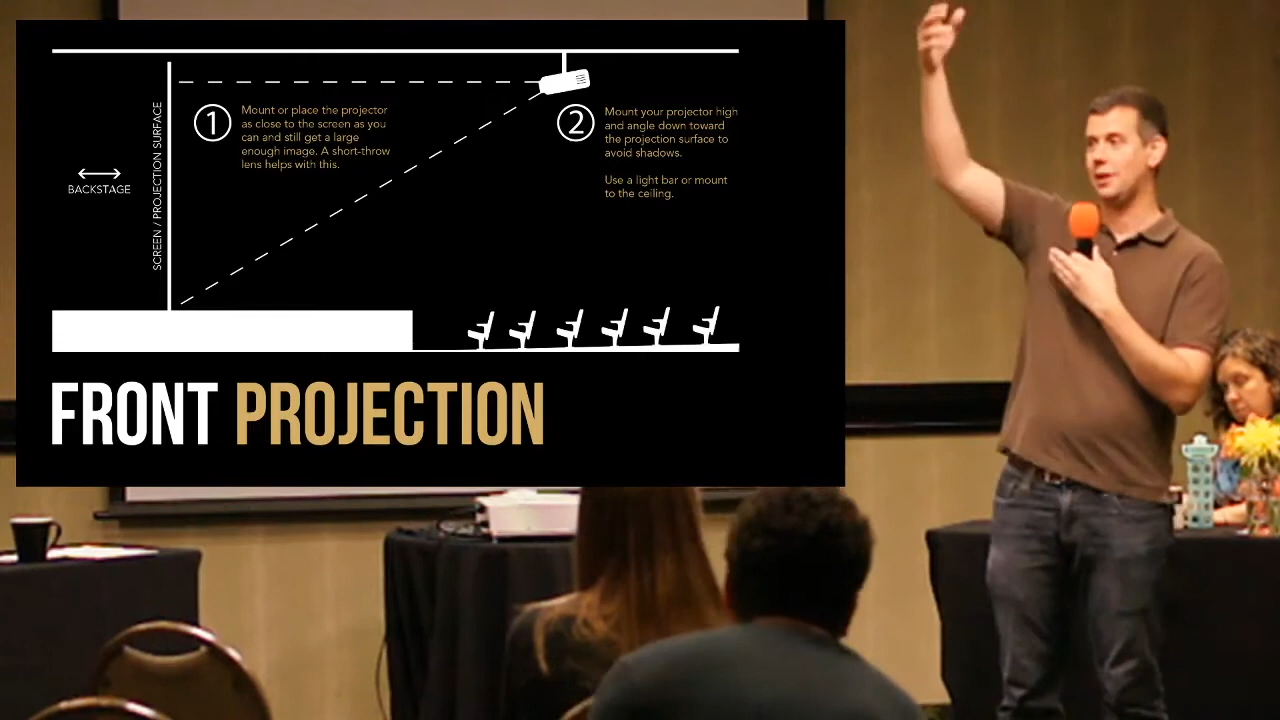 1
Mount or place the projector
as close to the screen as you
can and still get a large
enough image. A short-throw
lens helps with this.
2
Mount your projector high
and angle down toward
the projection surface to
avoid shadows.
Use a light bar or mount
to the ceiling.
BACKSTAGE
SCREEN / PROJECTION SURFACE
FRONT PROJECTION